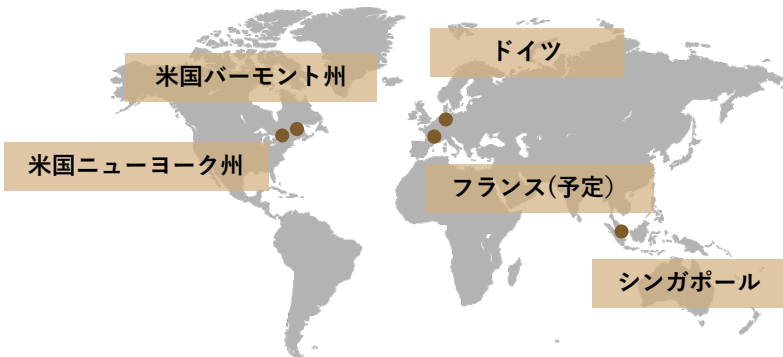 ドイツ
米国バーモント州
米国ニューヨーク州
フランス(予定)
シンガポール